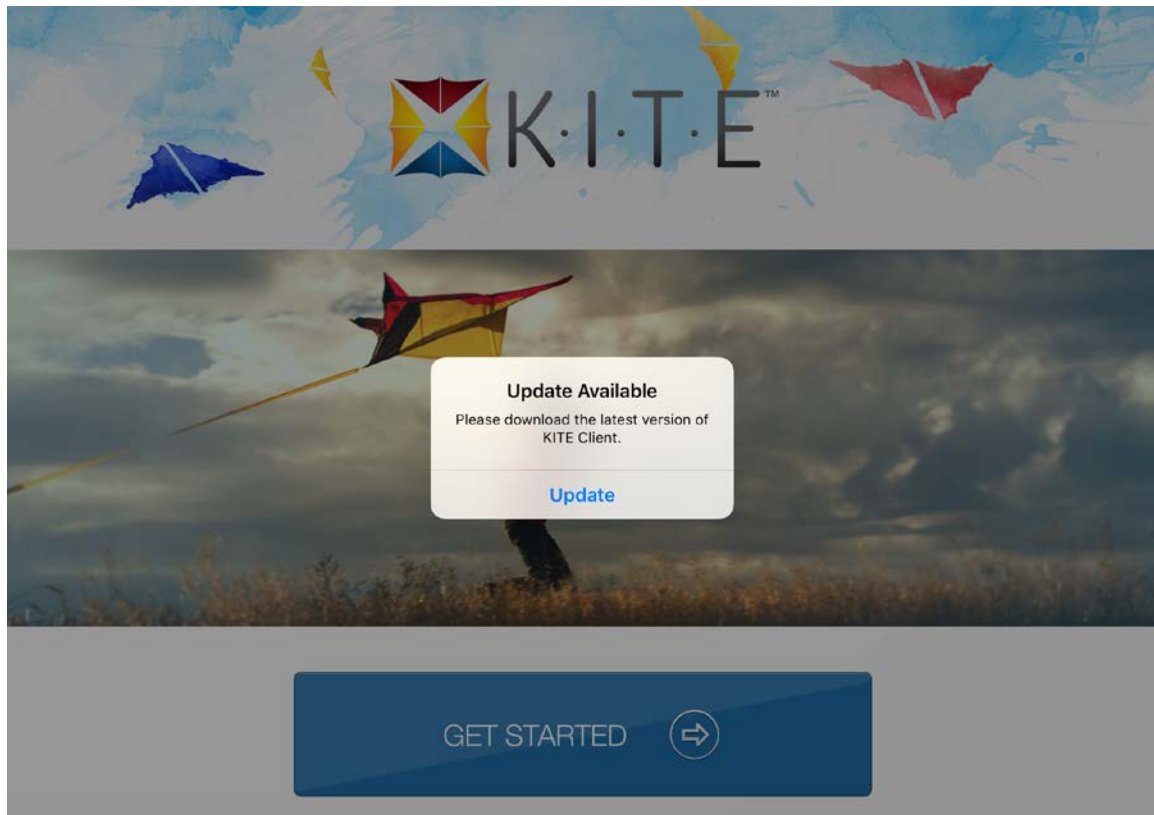 K·I·T·E™
Update Available
Please download the latest version of
KITE Client.
Update
GET STARTED